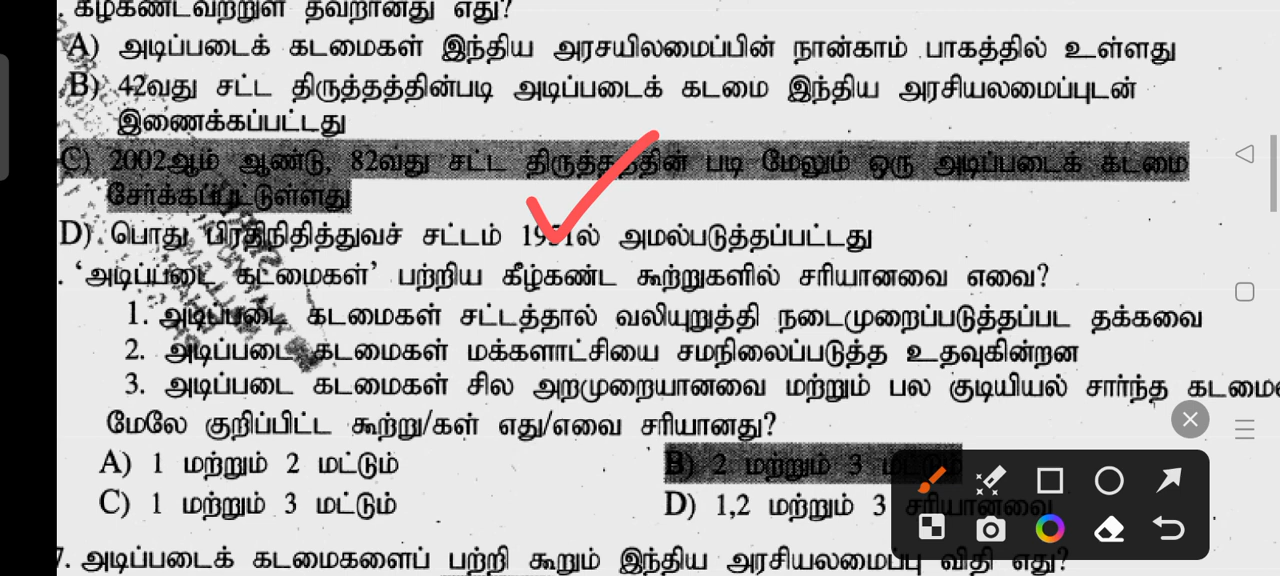 . கீழ்கண்டவற்றுள் தவறானது எது?
A) அடிப்படைக் கடமைகள் இந்திய அரசயிலமைப்பின் நான்காம் பாகத்தில் உள்ளது
B) 42வது சட்ட திருத்தத்தின்படி அடிப்படைக் கடமை இந்திய அரசியலமைப்புடன்
இணைக்கப்பட்டது
C) 2002ஆம் ஆண்டு, 82வது சட்ட திருத்தத்தின் படி மேலும் ஒரு அடிப்படைக் கடமை
சேர்க்கப்பட்டுள்ளது
D) பொது பிரதிநிதித்துவச் சட்டம் 1951ல் அமல்படுத்தப்பட்டது
. ‘அடிப்படை கடமைகள்’ பற்றிய கீழ்கண்ட கூற்றுகளில் சரியானவை எவை?
1. அடிப்படை கடமைகள் சட்டத்தால் வலியுறுத்தி நடைமுறைப்படுத்தப்பட தக்கவை
2. அடிப்படை கடமைகள் மக்களாட்சியை சமநிலைப்படுத்த உதவுகின்றன
3. அடிப்படை கடமைகள் சில அறமுறையானவை மற்றும் பல குடியியல் சார்ந்த
மேலே குறிப்பிட்ட கூற்று/கள் எது/எவை சரியானது?
A) 1 மற்றும் 2 மட்டும்
B) 2 மற்றும் 3 மட்டும்
C) 1 மற்றும் 3 மட்டும்
D) 1,2 மற்றும் 3 சரியானவை
7. அடிப்படைக் கடமைகளைப் பற்றி கூறும் இந்திய அரசியலமைப்பு விதி எது?